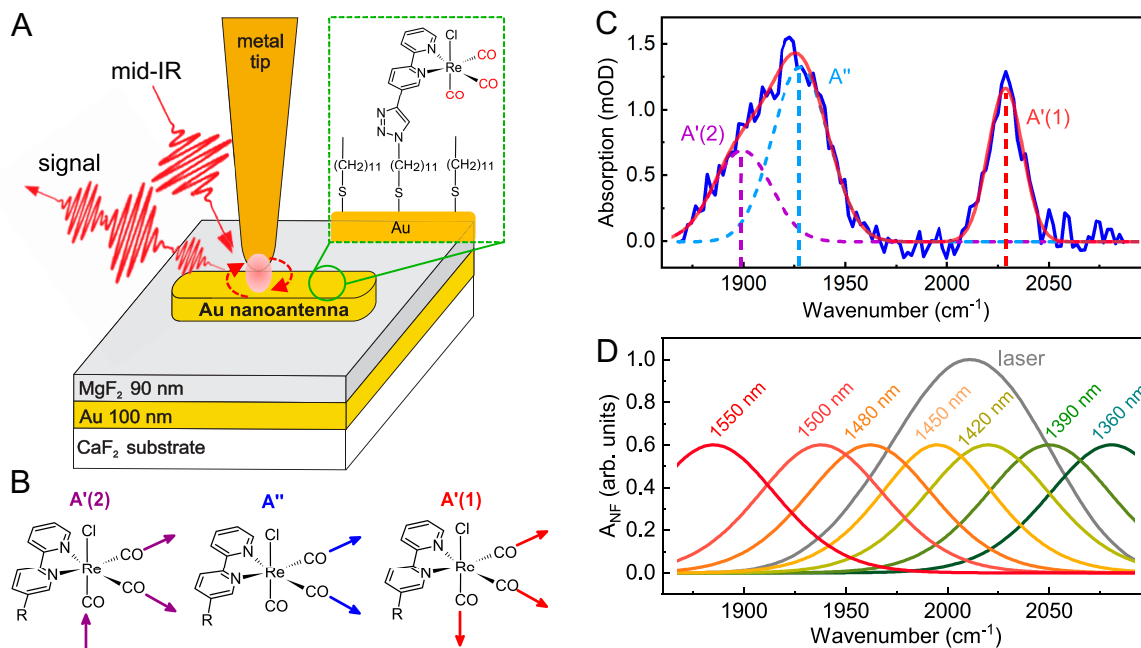 A
metal
tip
mid-IR
signal
Cl
N
N
Re
CO
CO
CO
N
N
N
(CH2)11
(CH2)11
(CH2)11
S
S
S
Au
Au nanoantenna
MgF₂ 90 nm
Au 100 nm
CaF₂ substrate
B
A'(2)
A''
A'(1)
Cl
N
N
Re
CO
CO
CO
R
Cl
N
N
Re
CO
CO
CO
R
Cl
N
N
Re
CO
CO
CO
R
C
Absorption (mOD)
1.5
1.0
0.5
0.0
A'(2)
A''
A'(1)
1900
1950
2000
2050
Wavenumber (cm⁻¹)
D
A_NF (arb. units)
1.0
0.8
0.6
0.4
0.2
0.0
laser
1550 nm
1500 nm
1480 nm
1450 nm
1420 nm
1390 nm
1360 nm
1900
1950
2000
2050
Wavenumber (cm⁻¹)